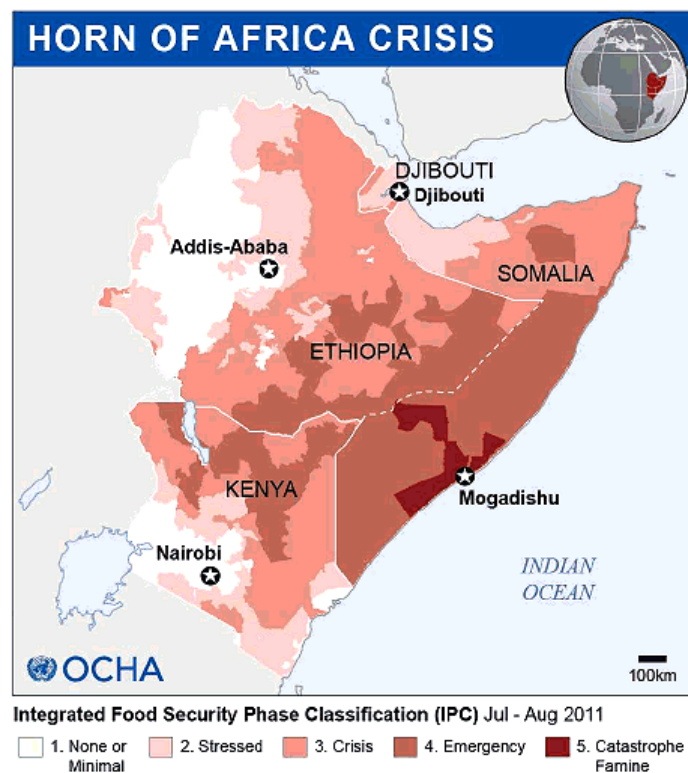 HORN OF AFRICA CRISIS
DJIBOUTI
Djibouti
Addis-Ababa
SOMALIA
ETHIOPIA
KENYA
Mogadishu
Nairobi
INDIAN
OCEAN
OCHA
100km
Integrated Food Security Phase Classification (IPC) Jul - Aug 2011
1. None or Minimal
2. Stressed
3. Crisis
4. Emergency
5. Catastrophe Famine